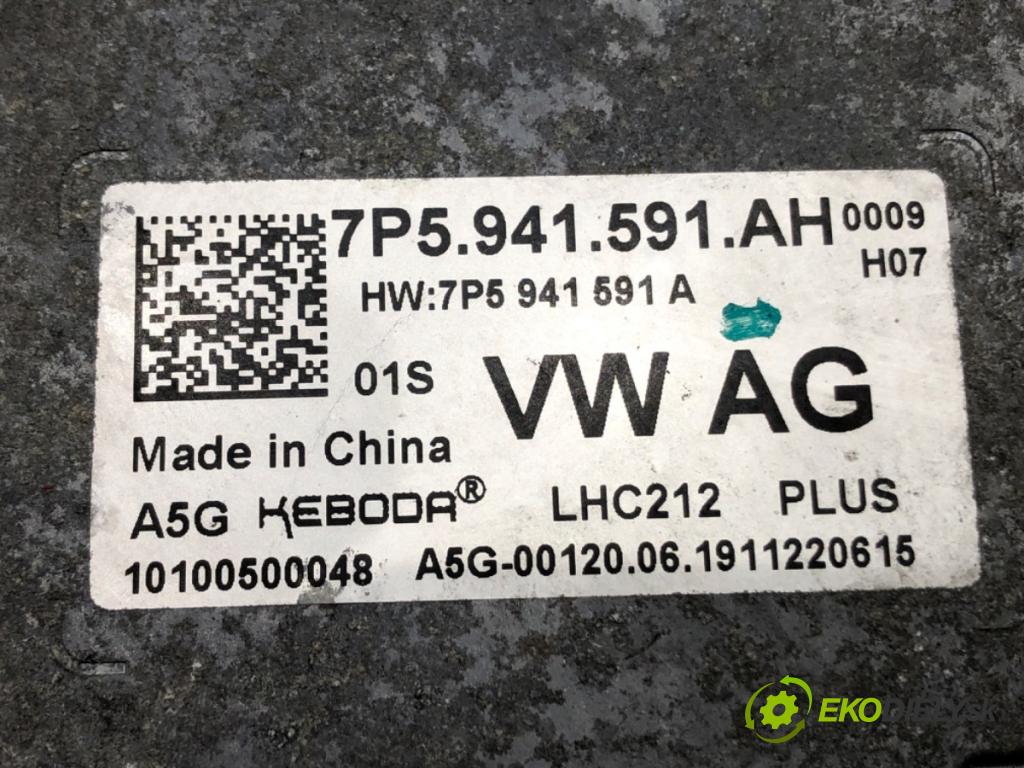 7P5.941.591.AH 0009
H07
HW:7P5 941 591 A
01S
VW AG
Made in China
A5G KEBODA® LHC212 PLUS
10100500048 A5G-00120.06.1911220615
EKO